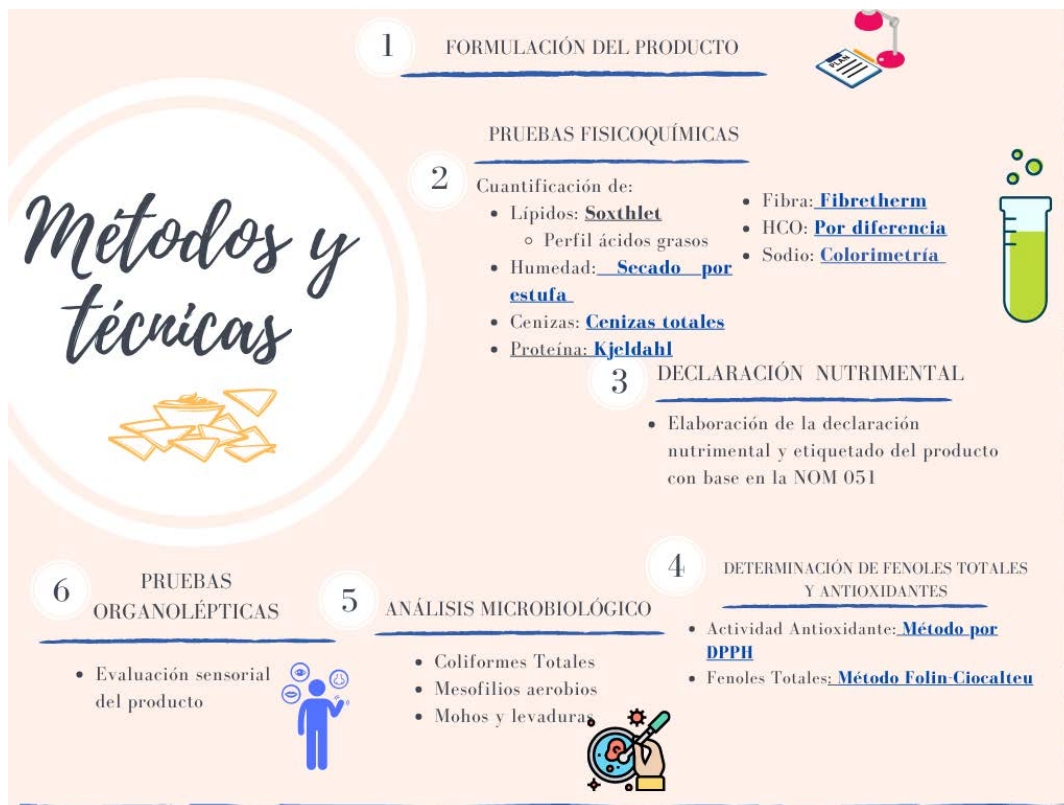 Métodos y
técnicas
1
FORMULACIÓN DEL PRODUCTO
PLAN
2
PRUEBAS FISICOQUÍMICAS
Cuantificación de:
• Lípidos: Soxthlet
◦ Perfil ácidos grasos
• Humedad: Secado por
estufa
• Cenizas: Cenizas totales
• Proteína: Kjeldahl
• Fibra: Fibretherm
• HCO: Por diferencia
• Sodio: Colorimetría
3
DECLARACIÓN NUTRIMENTAL
• Elaboración de la declaración
nutrimental y etiquetado del producto
con base en la NOM 051
4
DETERMINACIÓN DE FENOLES TOTALES
Y ANTIOXIDANTES
• Actividad Antioxidante: Método por
DPPH
• Fenoles Totales: Método Folin-Ciocalteu
5
ANÁLISIS MICROBIOLÓGICO
• Coliformes Totales
• Mesofilios aerobios
• Mohos y levaduras
6
PRUEBAS
ORGANOLÉPTICAS
• Evaluación sensorial
del producto